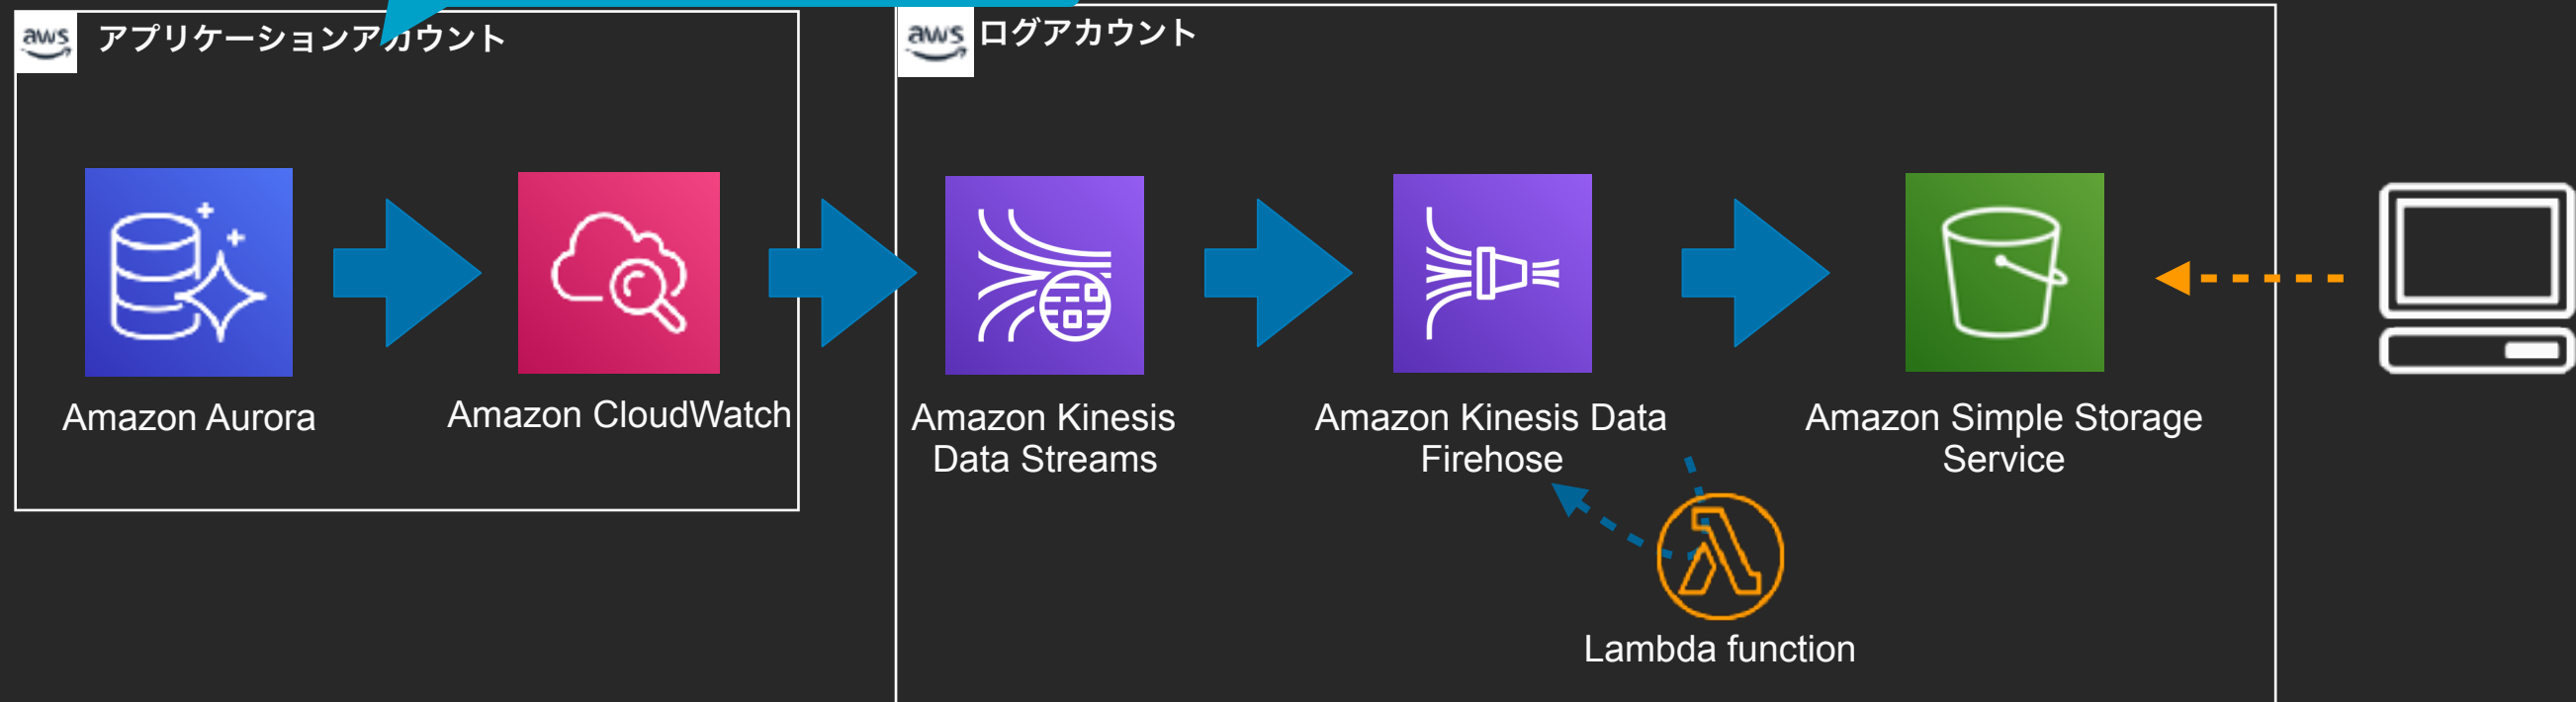 aws
アプリケーションアカウント
aws
ログアカウント
Amazon Aurora
Amazon CloudWatch
Amazon Kinesis
Data Streams
Amazon Kinesis Data
Firehose
Amazon Simple Storage
Service
Lambda function